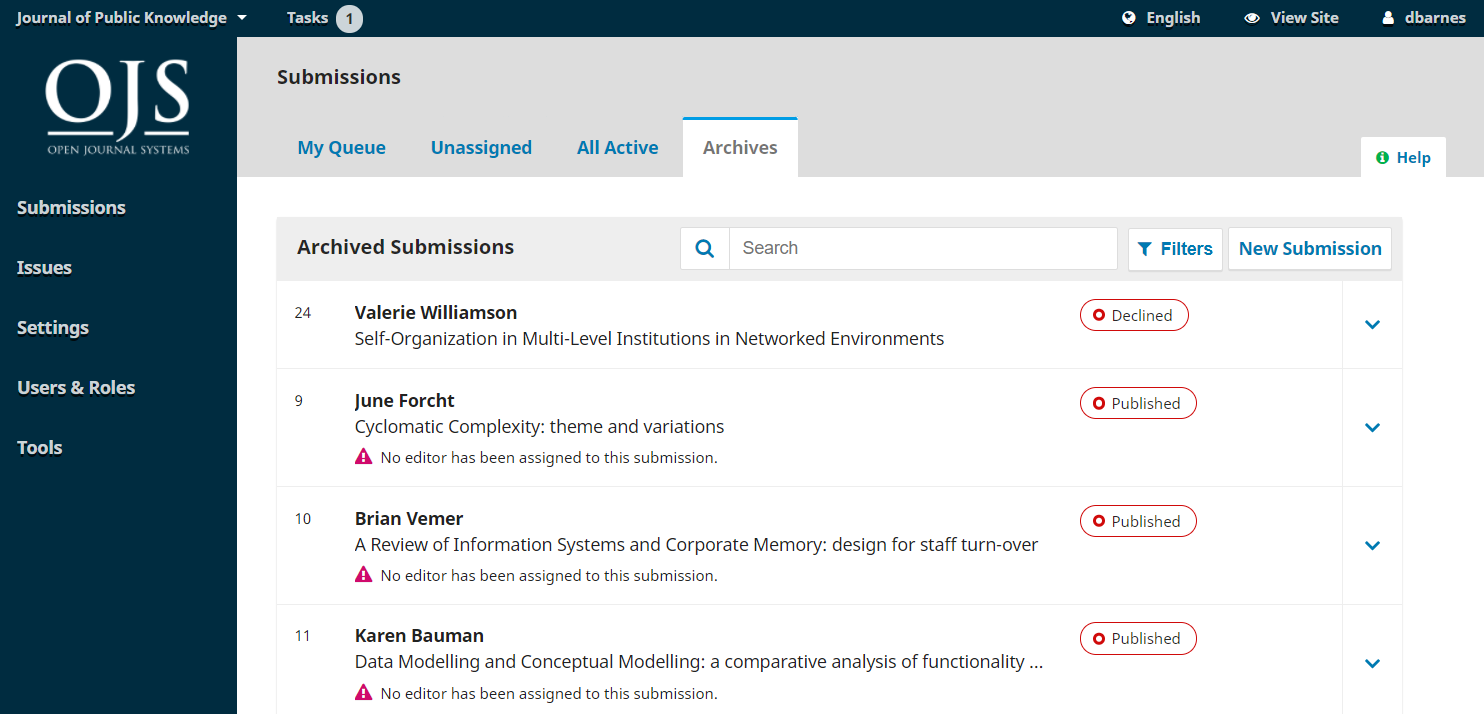 Journal of Public Knowledge Tasks 1 English View Site dbarnes
OJS
OPEN JOURNAL SYSTEMS
Submissions
Issues
Settings
Users & Roles
Tools
Submissions
My Queue Unassigned All Active Archives Help
Archived Submissions Search Filters New Submission
24 Valerie Williamson Declined
Self-Organization in Multi-Level Institutions in Networked Environments
9 June Forcht Published
Cyclomatic Complexity: theme and variations
No editor has been assigned to this submission.
10 Brian Vemer Published
A Review of Information Systems and Corporate Memory: design for staff turn-over
No editor has been assigned to this submission.
11 Karen Bauman Published
Data Modelling and Conceptual Modelling: a comparative analysis of functionality ...
No editor has been assigned to this submission.